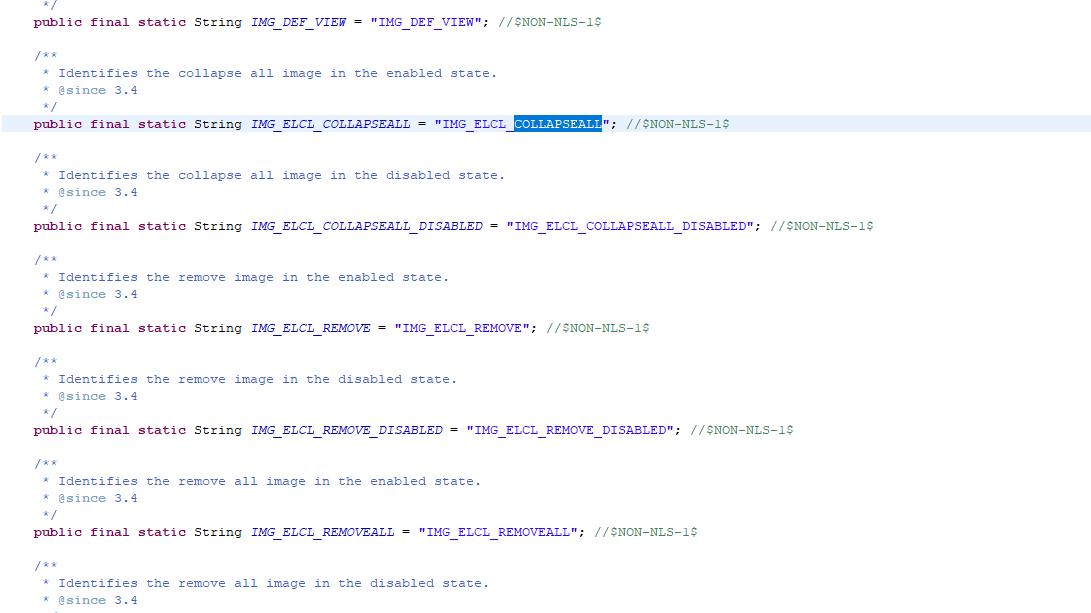 */
public final static String IMG_DEF_VIEW = "IMG_DEF_VIEW"; //$NON-NLS-1$
/**
* Identifies the collapse all image in the enabled state.
* @since 3.4
*/
public final static String IMG_ELCL_COLLAPSEALL = "IMG_ELCL_COLLAPSEALL"; //$NON-NLS-1$
/**
* Identifies the collapse all image in the disabled state.
* @since 3.4
*/
public final static String IMG_ELCL_COLLAPSEALL_DISABLED = "IMG_ELCL_COLLAPSEALL_DISABLED"; //$NON-NLS-1$
/**
* Identifies the remove image in the enabled state.
* @since 3.4
*/
public final static String IMG_ELCL_REMOVE = "IMG_ELCL_REMOVE"; //$NON-NLS-1$
/**
* Identifies the remove image in the disabled state.
* @since 3.4
*/
public final static String IMG_ELCL_REMOVE_DISABLED = "IMG_ELCL_REMOVE_DISABLED"; //$NON-NLS-1$
/**
* Identifies the remove all image in the enabled state.
* @since 3.4
*/
public final static String IMG_ELCL_REMOVEALL = "IMG_ELCL_REMOVEALL"; //$NON-NLS-1$
/**
* Identifies the remove all image in the disabled state.
* @since 3.4